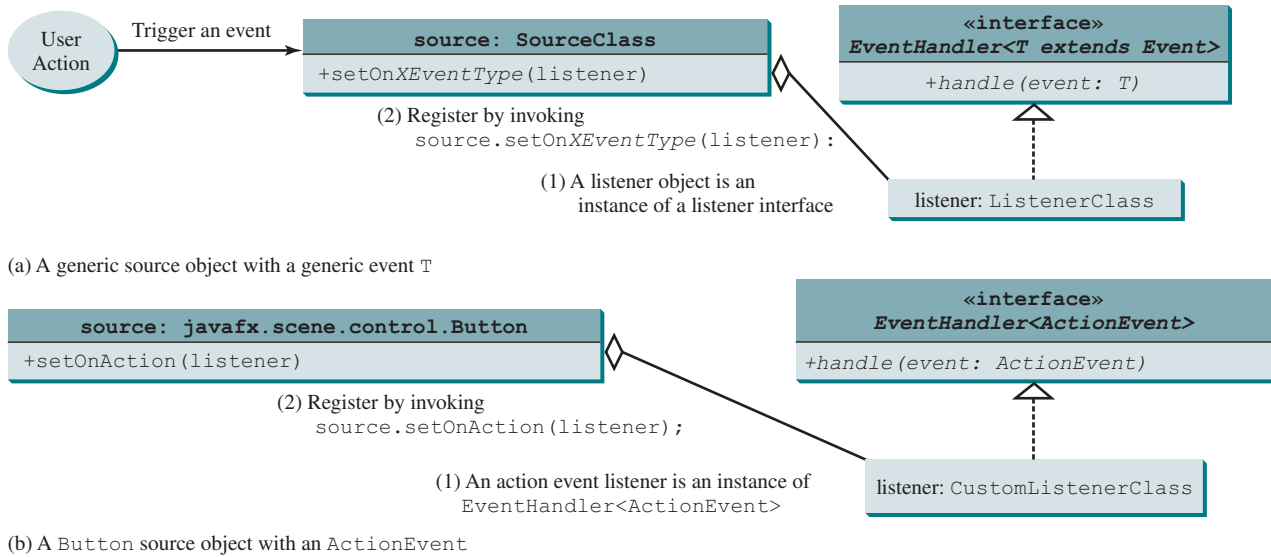 User
Action
Trigger an event
source: SourceClass
+setOnXEventType(listener)
«interface»
EventHandler<T extends Event>
+handle(event: T)
(2) Register by invoking
source.setOnXEventType(listener):
(1) A listener object is an
instance of a listener interface
listener: ListenerClass
(a) A generic source object with a generic event T
source: javafx.scene.control.Button
+setOnAction(listener)
«interface»
EventHandler<ActionEvent>
+handle(event: ActionEvent)
(2) Register by invoking
source.setOnAction(listener);
(1) An action event listener is an instance of
EventHandler<ActionEvent>
listener: CustomListenerClass
(b) A Button source object with an ActionEvent